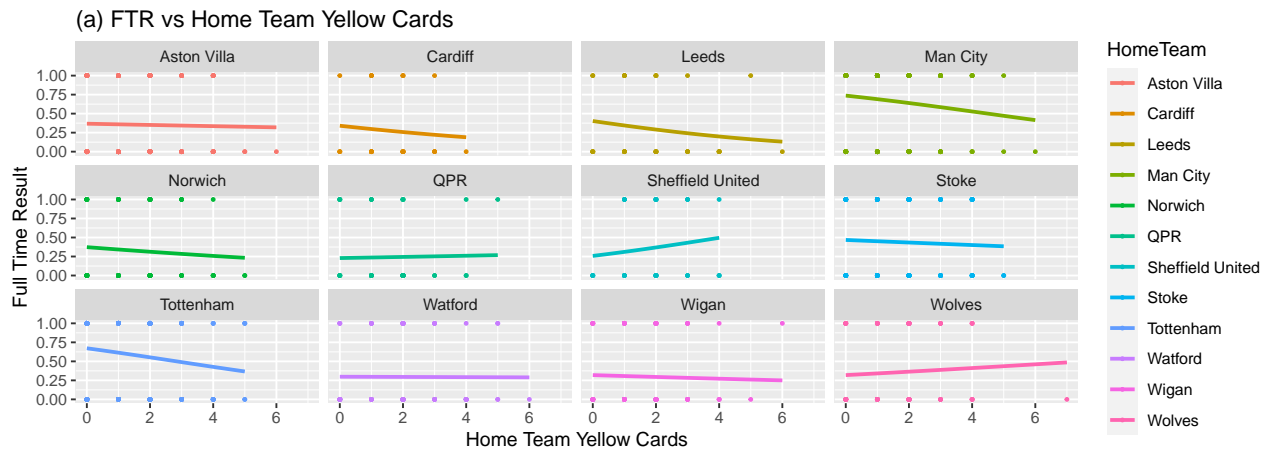 (a) FTR vs Home Team Yellow Cards
Aston Villa Cardiff Leeds Man City
1.00
0.75
0.50
0.25
0.00
Norwich QPR Sheffield United Stoke
1.00
0.75
0.50
0.25
0.00
Tottenham Watford Wigan Wolves
1.00
0.75
0.50
0.25
0.00
0 2 4 6 0 2 4 6 0 2 4 6 0 2 4 6
Home Team Yellow Cards
Full Time Result
HomeTeam
Aston Villa
Cardiff
Leeds
Man City
Norwich
QPR
Sheffield United
Stoke
Tottenham
Watford
Wigan
Wolves